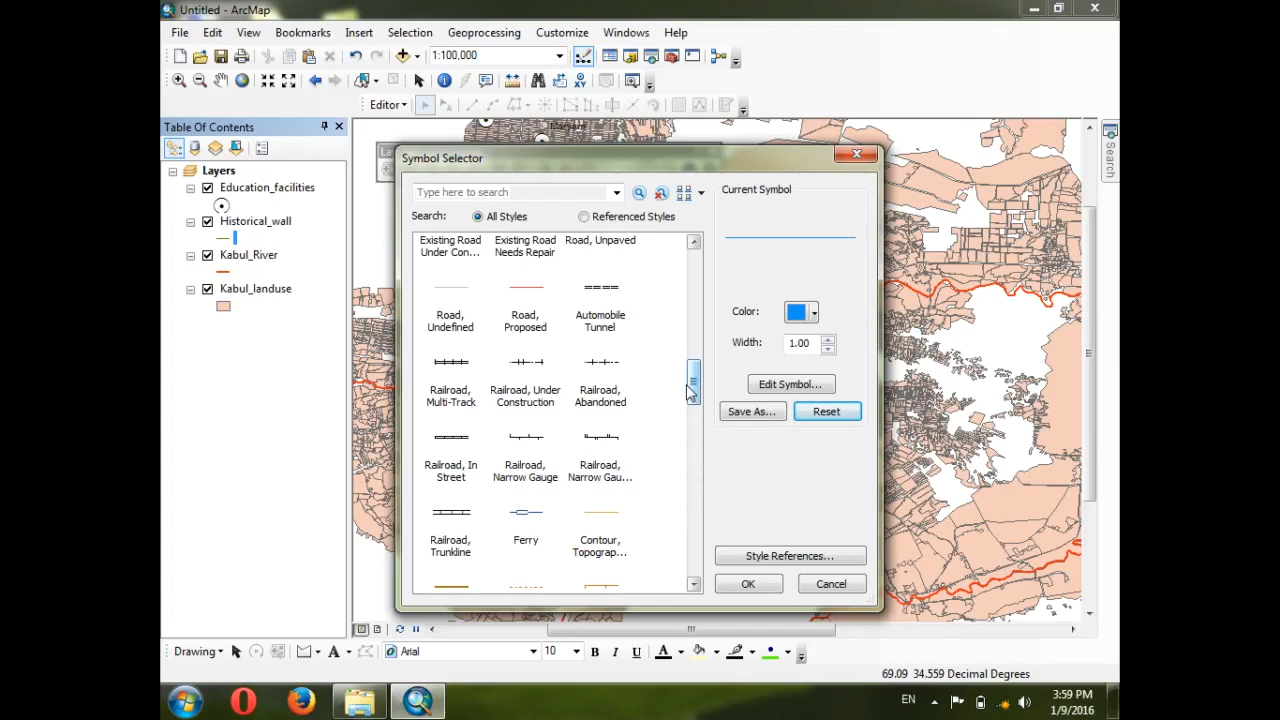 Untitled - ArcMap
File Edit View Bookmarks Insert Selection Geoprocessing Customize Windows Help
1:100,000
Editor
Table Of Contents
Layers
Education_facilities
Historical_wall
Kabul_River
Kabul_landuse
Search
Symbol Selector
Type here to search
Search: All Styles Referenced Styles
Existing Road Under Con...
Existing Road Needs Repair
Road, Unpaved
Road, Undefined
Road, Proposed
Automobile Tunnel
Railroad, Multi-Track
Railroad, Under Construction
Railroad, Abandoned
Railroad, In Street
Railroad, Narrow Gauge
Railroad, Narrow Gau...
Railroad, Trunkline
Ferry
Contour, Topograp...
Current Symbol
Color:
Width: 1.00
Edit Symbol...
Save As... Reset
Style References...
OK Cancel
Drawing A Arial 10 B I U A
69.09 34.559 Decimal Degrees
EN
3:59 PM
1/9/2016